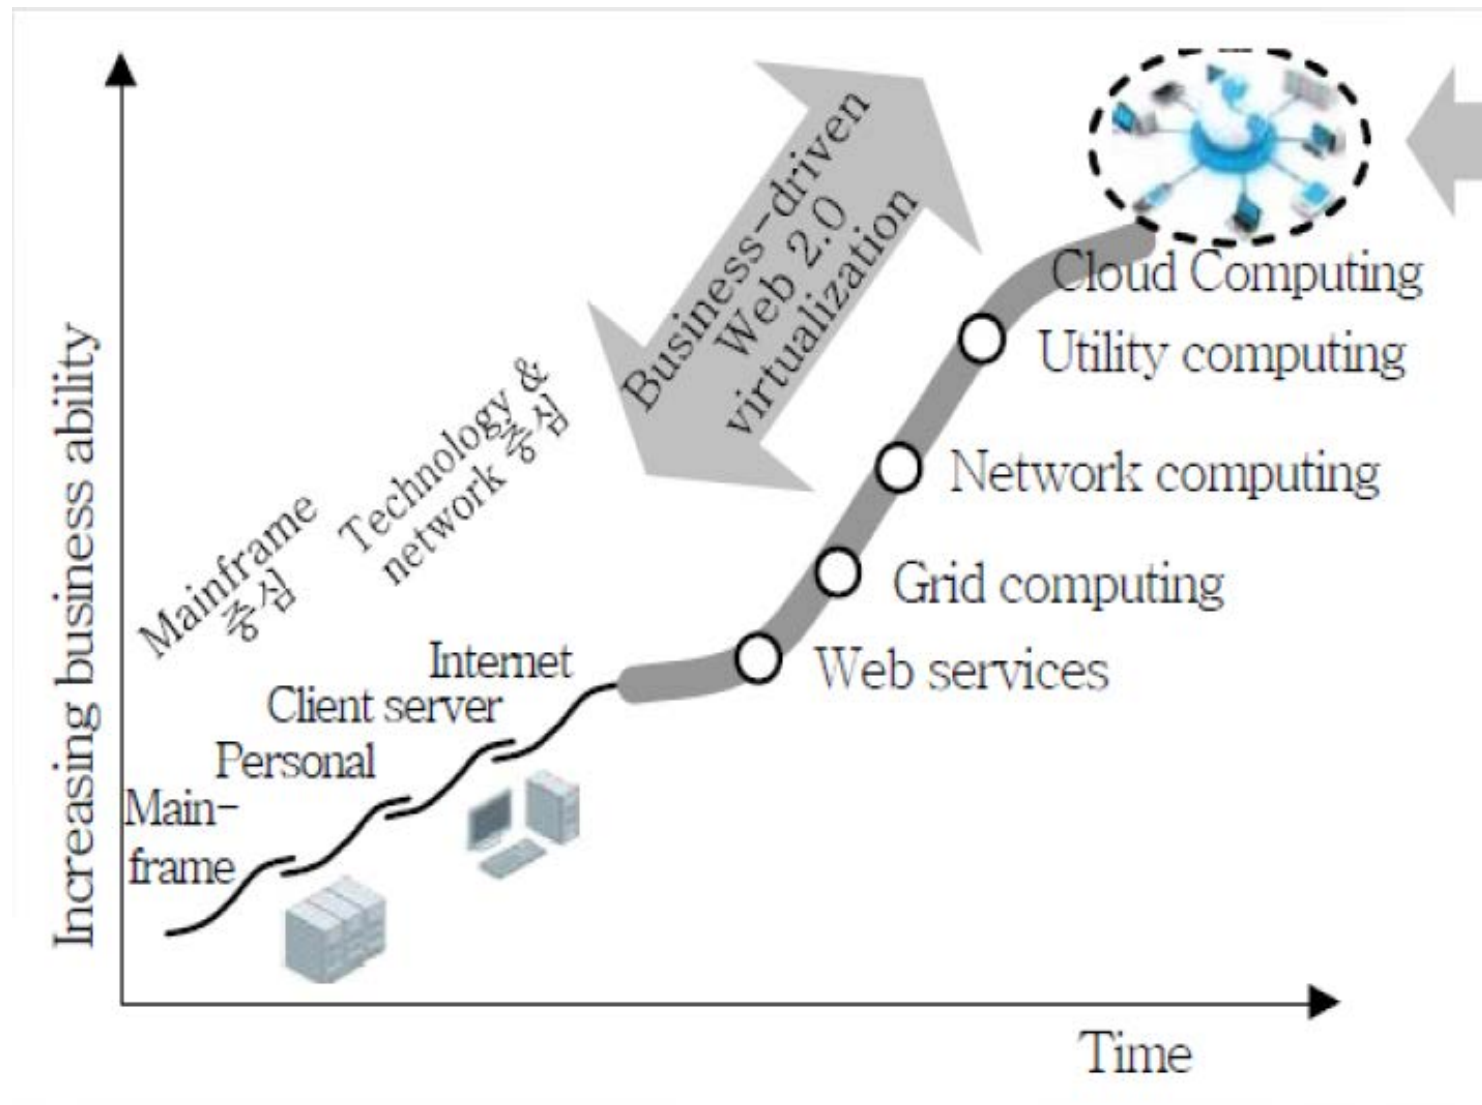 Increasing business ability
Mainframe
중심
Technology &
network 중심
Business-driven
Web 2.0
virtualization
Cloud Computing
Utility computing
Network computing
Grid computing
Web services
Internet
Client server
Personal
Main-
frame
Time